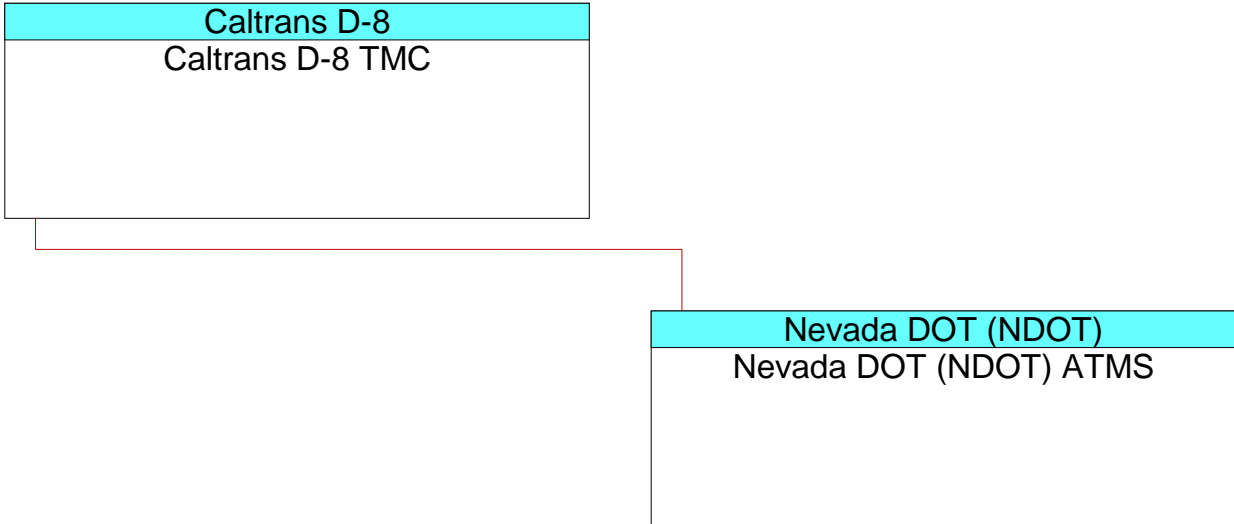 Caltrans D-8
Caltrans D-8 TMC
Nevada DOT (NDOT)
Nevada DOT (NDOT) ATMS